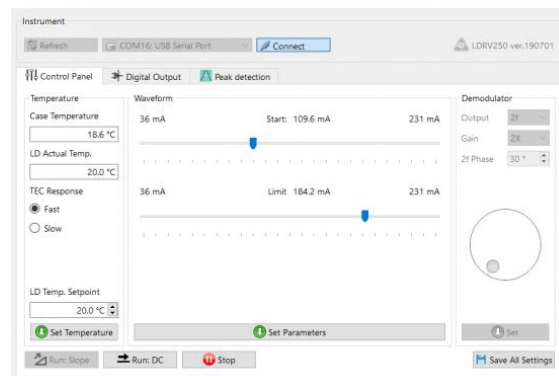 Instrument
Refresh COM16: USB Serial Port Connect LDRV250 ver.190701
Control Panel Digital Output Peak detection
Temperature
Case Temperature
18.6 °C
LD Actual Temp.
20.0 °C
TEC Response
Fast
Slow
LD Temp. Setpoint
20.0 °C
Set Temperature
Waveform
36 mA Start: 109.6 mA 231 mA
36 mA Limit 184.2 mA 231 mA
Set Parameters
Demodulator
Output 2f
Gain 2X
2f Phase 30 °
Set
Run: Slope Run: DC Stop Save All Settings